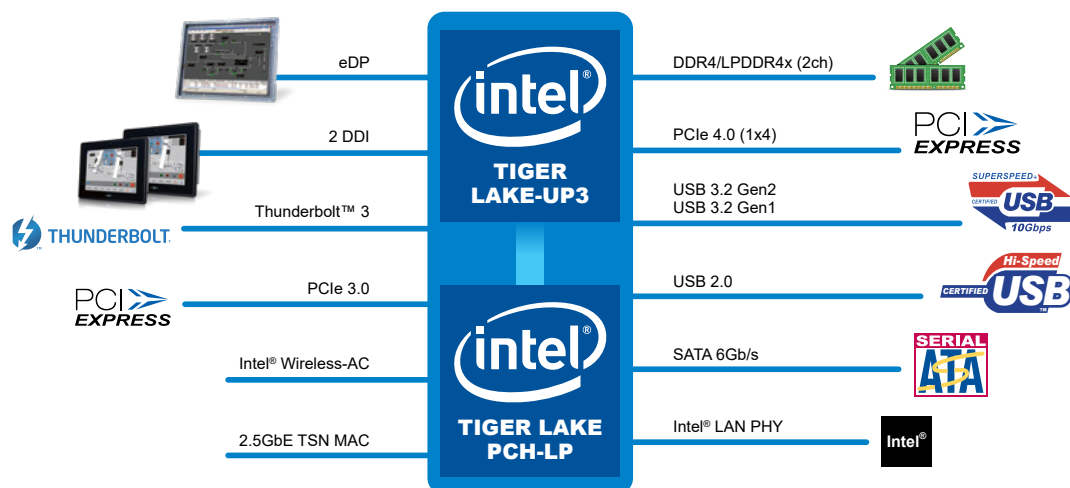 eDP
2 DDI
Thunderbolt™ 3
THUNDERBOLT™
PCIe 3.0
PCI
EXPRESS
Intel® Wireless-AC
2.5GbE TSN MAC
intel®
TIGER
LAKE-UP3
intel®
TIGER LAKE
PCH-LP
DDR4/LPDDR4x (2ch)
PCIe 4.0 (1x4)
PCI
EXPRESS
USB 3.2 Gen2
USB 3.2 Gen1
SUPERSPEED+
CERTIFIED USB
10Gbps
USB 2.0
Hi-Speed
CERTIFIED USB™
SATA 6Gb/s
SERIAL
ATA
Intel® LAN PHY
Intel®